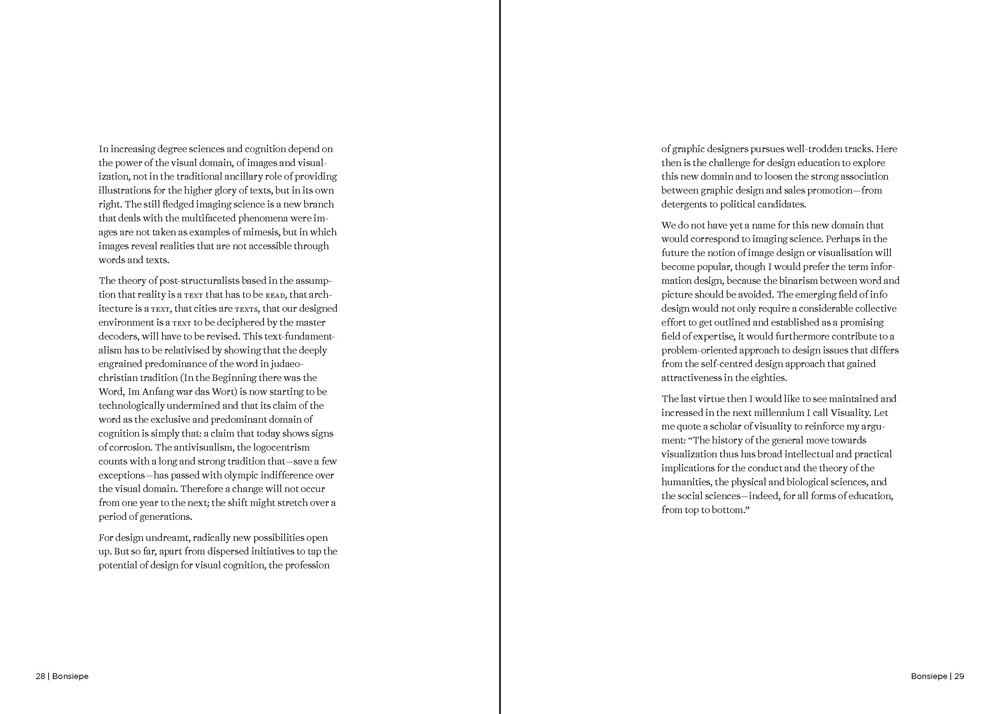 In increasing degree sciences and cognition depend on
the power of the visual domain, of images and visual-
ization, not in the traditional ancillary role of providing
illustrations for the higher glory of texts, but in its own
right. The still fledged imaging science is a new branch
that deals with the multifaceted phenomena were im-
ages are not taken as examples of mimesis, but in which
images reveal realities that are not accessible through
words and texts.
The theory of post-structuralists based in the assump-
tion that reality is a TEXT that has to be READ, that arch-
itecture is a TEXT, that cities are TEXTS, that our designed
environment is a TEXT to be deciphered by the master
decoders, will have to be revised. This text-fundament-
alism has to be relativised by showing that the deeply
engrained predominance of the word in judaeo-
christian tradition (In the Beginning there was the
Word, Im Anfang war das Wort) is now starting to be
technologically undermined and that its claim of the
word as the exclusive and predominant domain of
cognition is simply that: a claim that today shows signs
of corrosion. The antivisualism, the logocentrism
counts with a long and strong tradition that—save a few
exceptions—has passed with olympic indifference over
the visual domain. Therefore a change will not occur
from one year to the next; the shift might stretch over a
period of generations.
For design undreamt, radically new possibilities open
up. But so far, apart from dispersed initiatives to tap the
potential of design for visual cognition, the profession
28 | Bonsiepe
of graphic designers pursues well-trodden tracks. Here
then is the challenge for design education to explore
this new domain and to loosen the strong association
between graphic design and sales promotion—from
detergents to political candidates.
We do not have yet a name for this new domain that
would correspond to imaging science. Perhaps in the
future the notion of image design or visualisation will
become popular, though I would prefer the term infor-
mation design, because the binarism between word and
picture should be avoided. The emerging field of info
design would not only require a considerable collective
effort to get outlined and established as a promising
field of expertise, it would furthermore contribute to a
problem-oriented approach to design issues that differs
from the self-centred design approach that gained
attractiveness in the eighties.
The last virtue then I would like to see maintained and
increased in the next millennium I call Visuality. Let
me quote a scholar of visuality to reinforce my argu-
ment: “The history of the general move towards
visualization thus has broad intellectual and practical
implications for the conduct and the theory of the
humanities, the physical and biological sciences, and
the social sciences—indeed, for all forms of education,
from top to bottom.”
Bonsiepe | 29